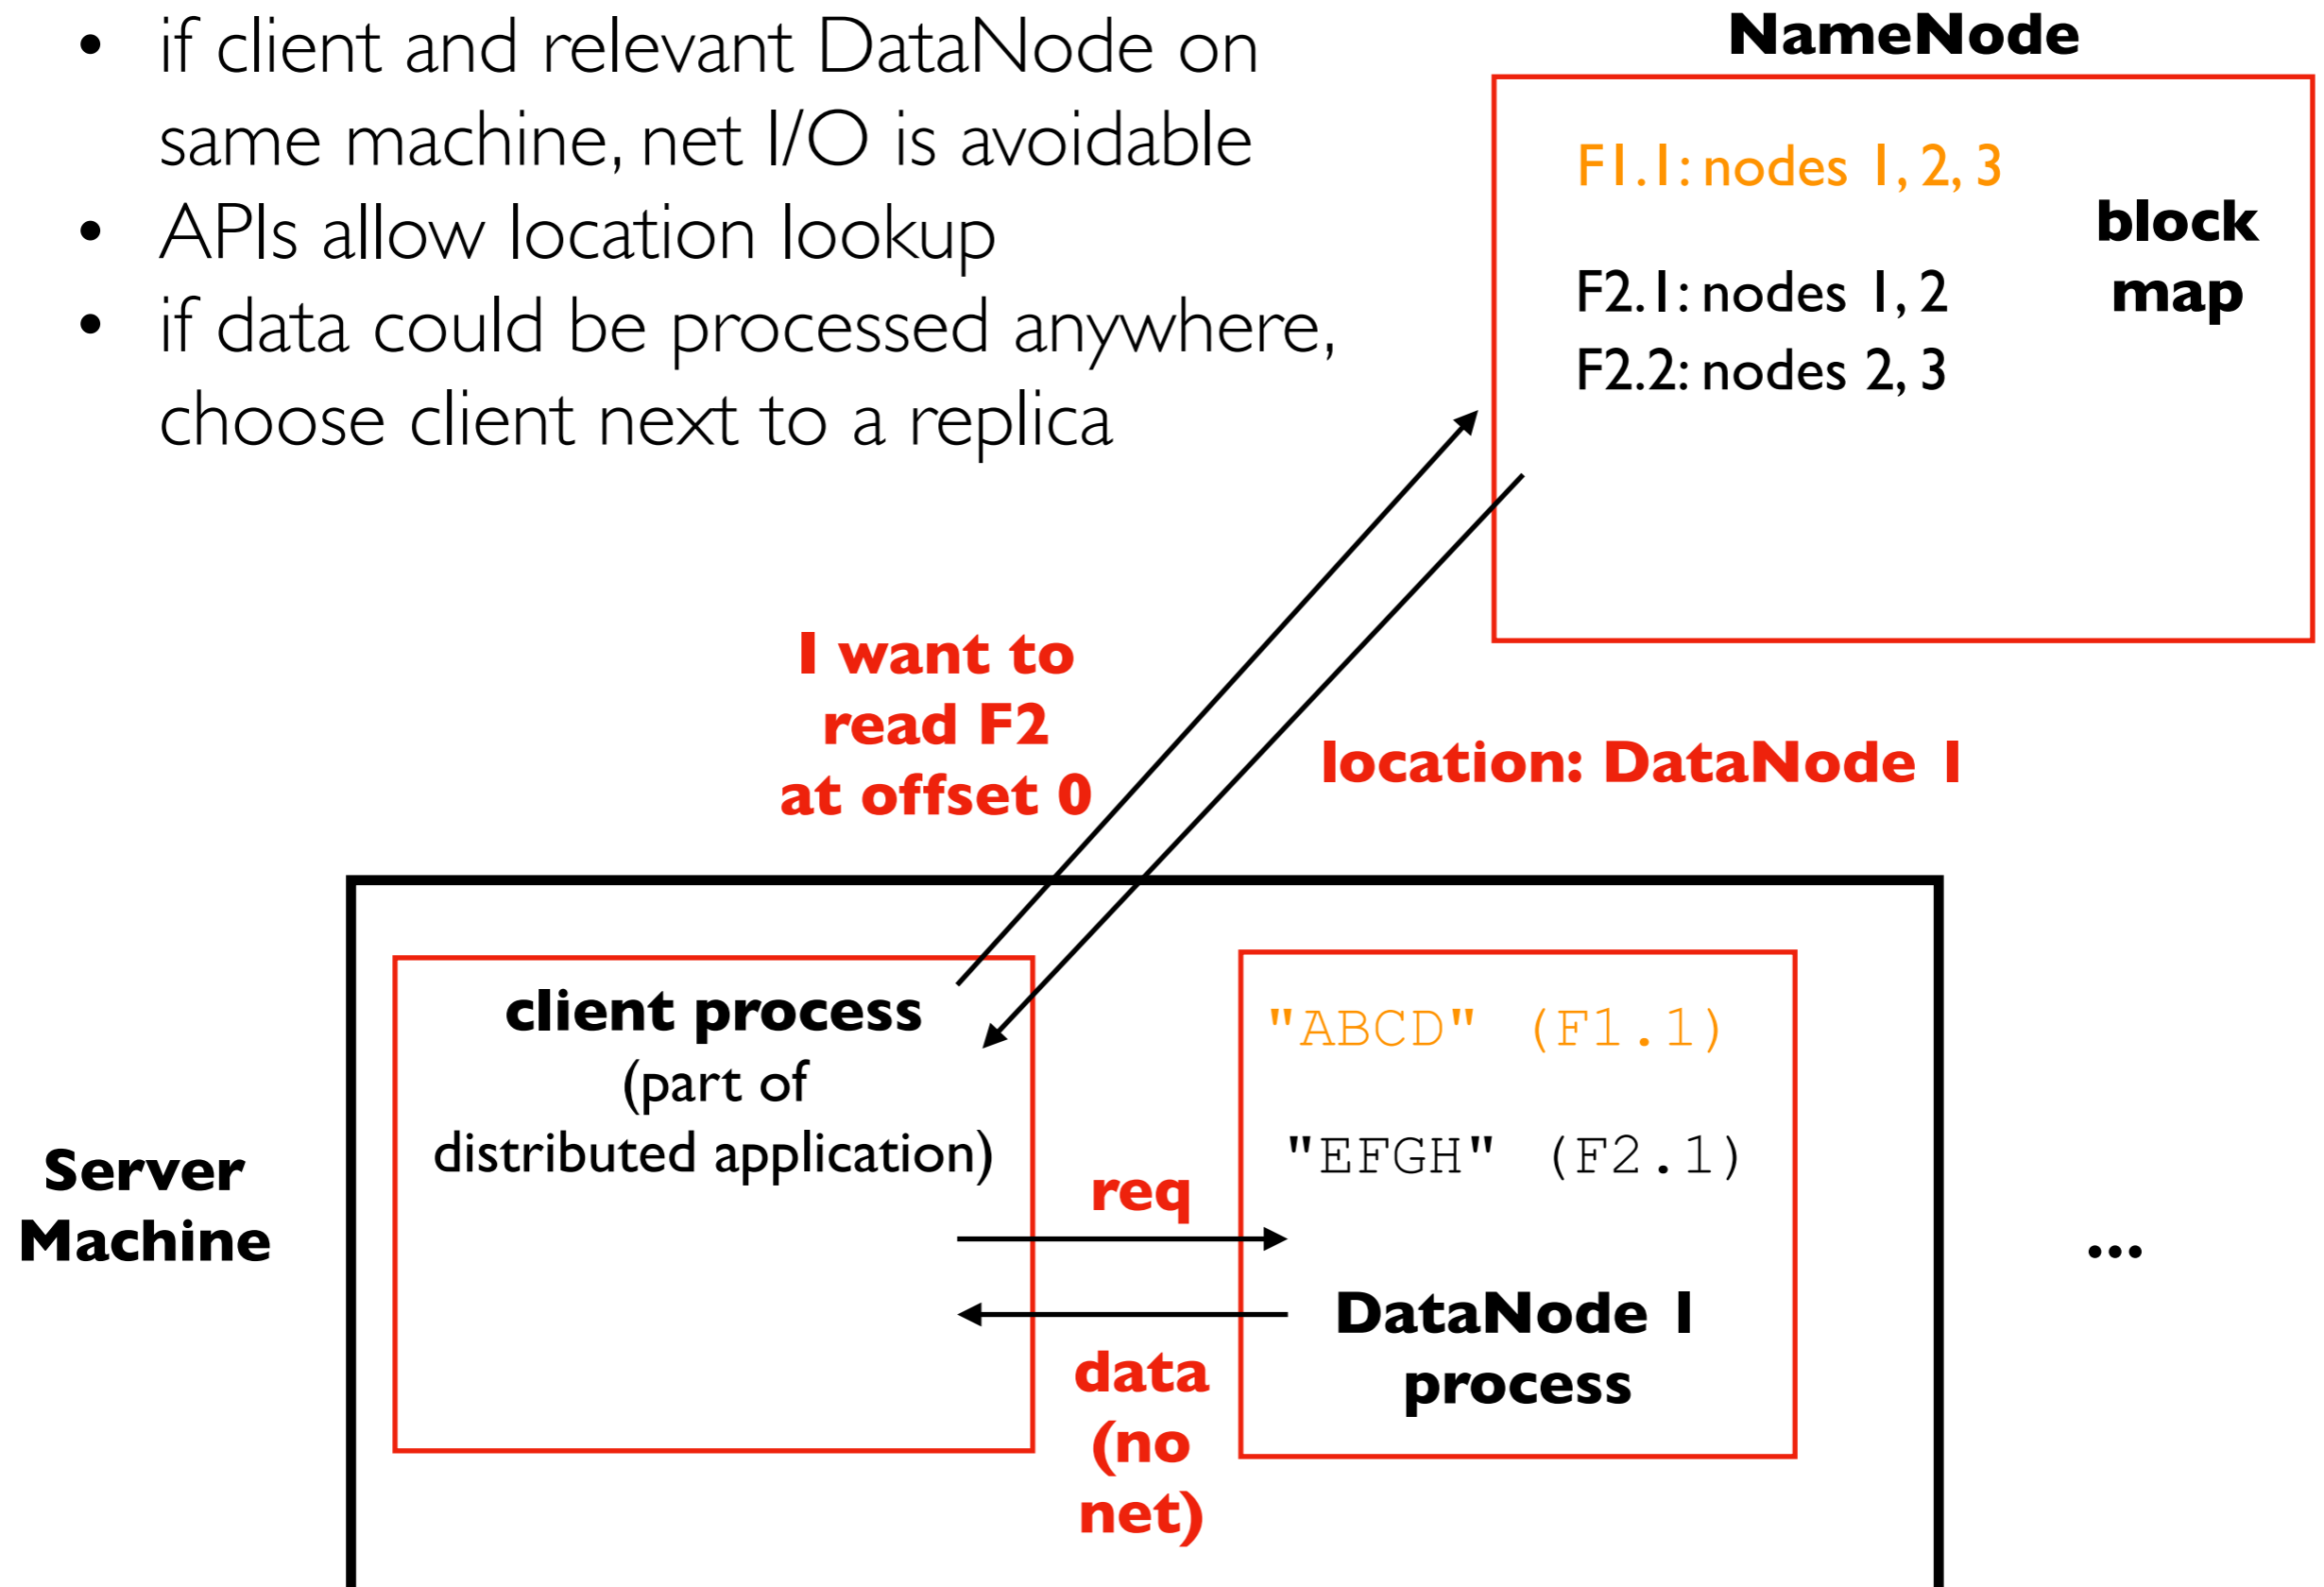 • if client and relevant DataNode on
same machine, net I/O is avoidable
• APIs allow location lookup
• if data could be processed anywhere,
choose client next to a replica
NameNode
F1.1: nodes 1, 2, 3
block
map
F2.1: nodes 1, 2
F2.2: nodes 2, 3
I want to
read F2
at offset 0
location: DataNode 1
Server
Machine
client process
(part of
distributed application)
req
data
(no
net)
"ABCD" (F1.1)
"EFGH" (F2.1)
DataNode 1
process
...